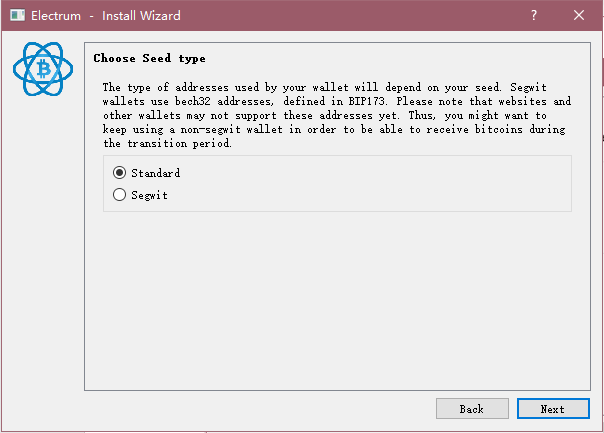 Electrum - Install Wizard
Choose Seed type
The type of addresses used by your wallet will depend on your seed. Segwit
wallets use bech32 addresses, defined in BIP173. Please note that websites and
other wallets may not support these addresses yet. Thus, you might want to
keep using a non-segwit wallet in order to be able to receive bitcoins during
the transition period.
Standard
Segwit
Back Next